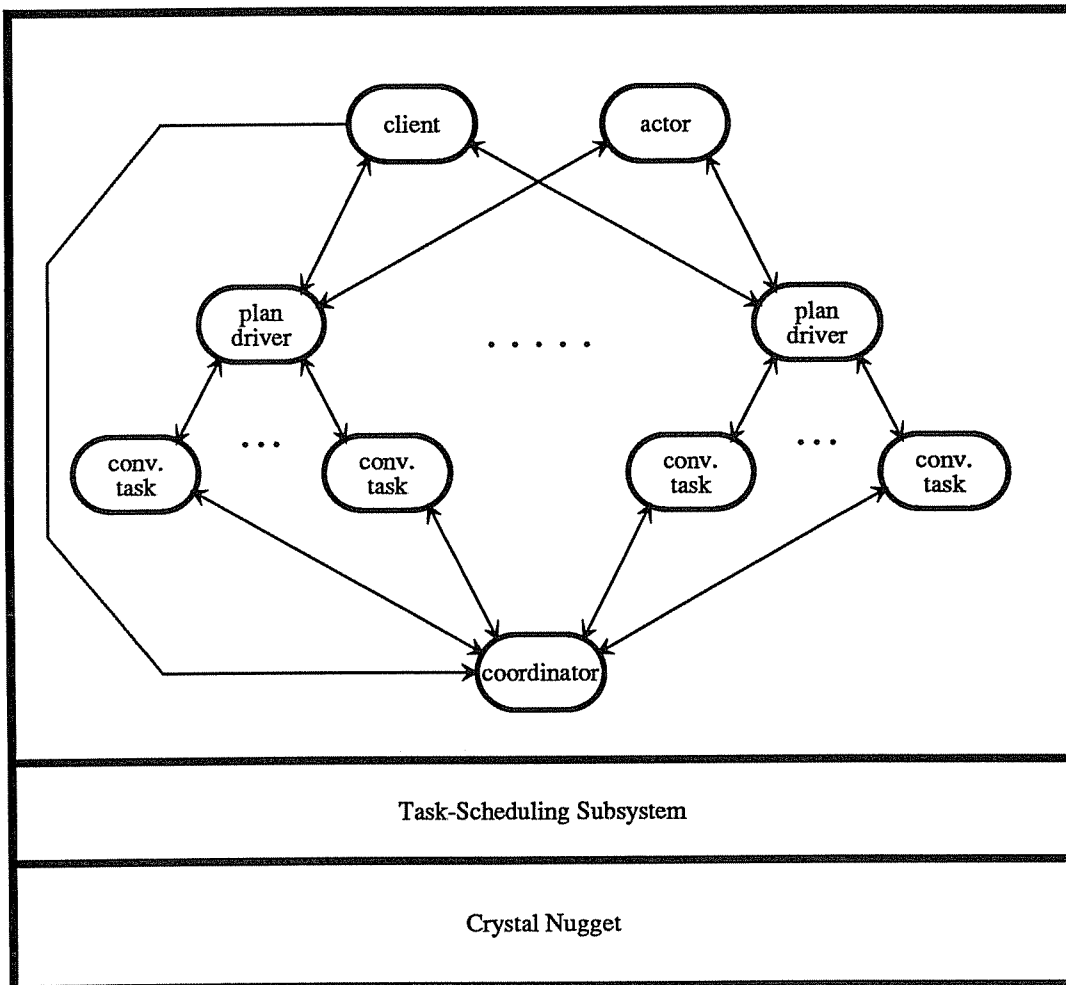 client
actor
plan
driver
. . . . .
plan
driver
conv.
task
...
conv.
task
conv.
task
...
conv.
task
coordinator
Task-Scheduling Subsystem
Crystal Nugget